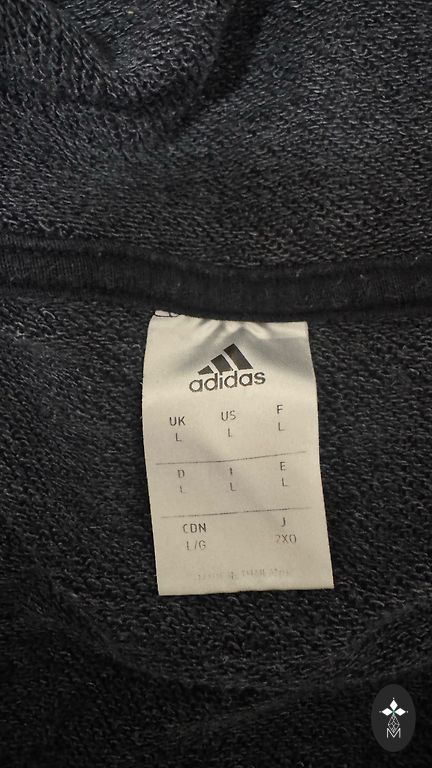 adidas
UK US F
L L L
D I E
L L L
CDN J
L/G 2XO